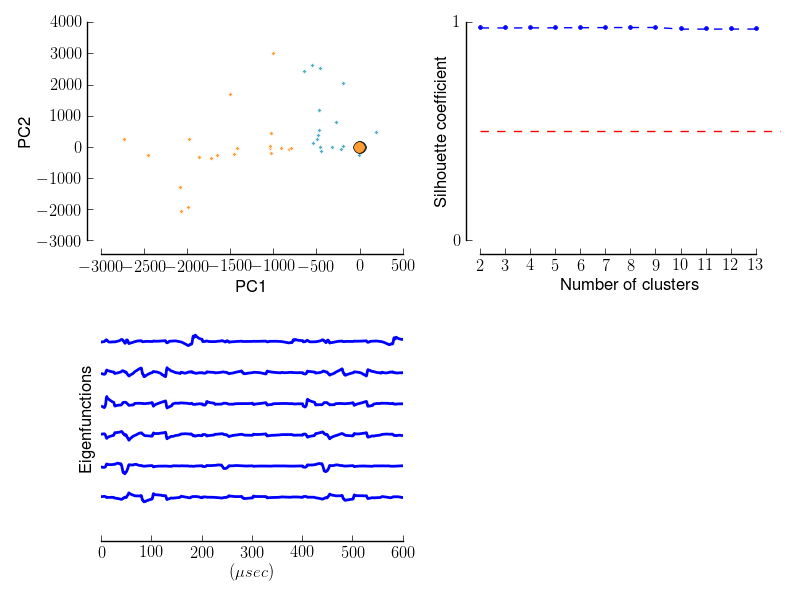 4000
3000
2000
1000
0
−1000
−2000
−3000
PC2
−3000 −2500 −2000 −1500 −1000 −500 0 500
PC1
1
0
Silhouette coefficient
2 3 4 5 6 7 8 9 10 11 12 13
Number of clusters
Eigenfunctions
0 100 200 300 400 500 600
(μsec)